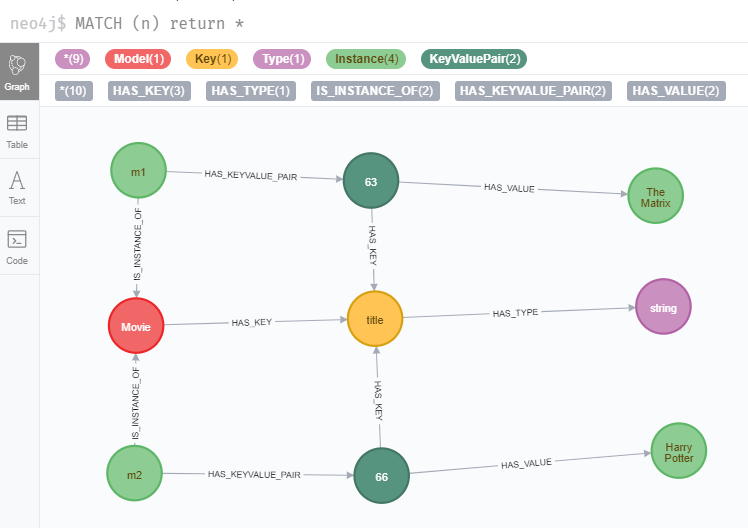 neo4j$ MATCH (n) return *
*(9) Model(1) Key(1) Type(1) Instance(4) KeyValuePair(2)
*(10) HAS_KEY(3) HAS_TYPE(1) IS_INSTANCE_OF(2) HAS_KEYVALUE_PAIR(2) HAS_VALUE(2)
Graph
Table
Text
Code
m1
HAS_KEYVALUE_PAIR
63
HAS_VALUE
The
Matrix
IS_INSTANCE_OF
HAS_KEY
Movie
HAS_KEY
title
HAS_TYPE
string
IS_INSTANCE_OF
HAS_KEY
m2
HAS_KEYVALUE_PAIR
66
HAS_VALUE
Harry
Potter